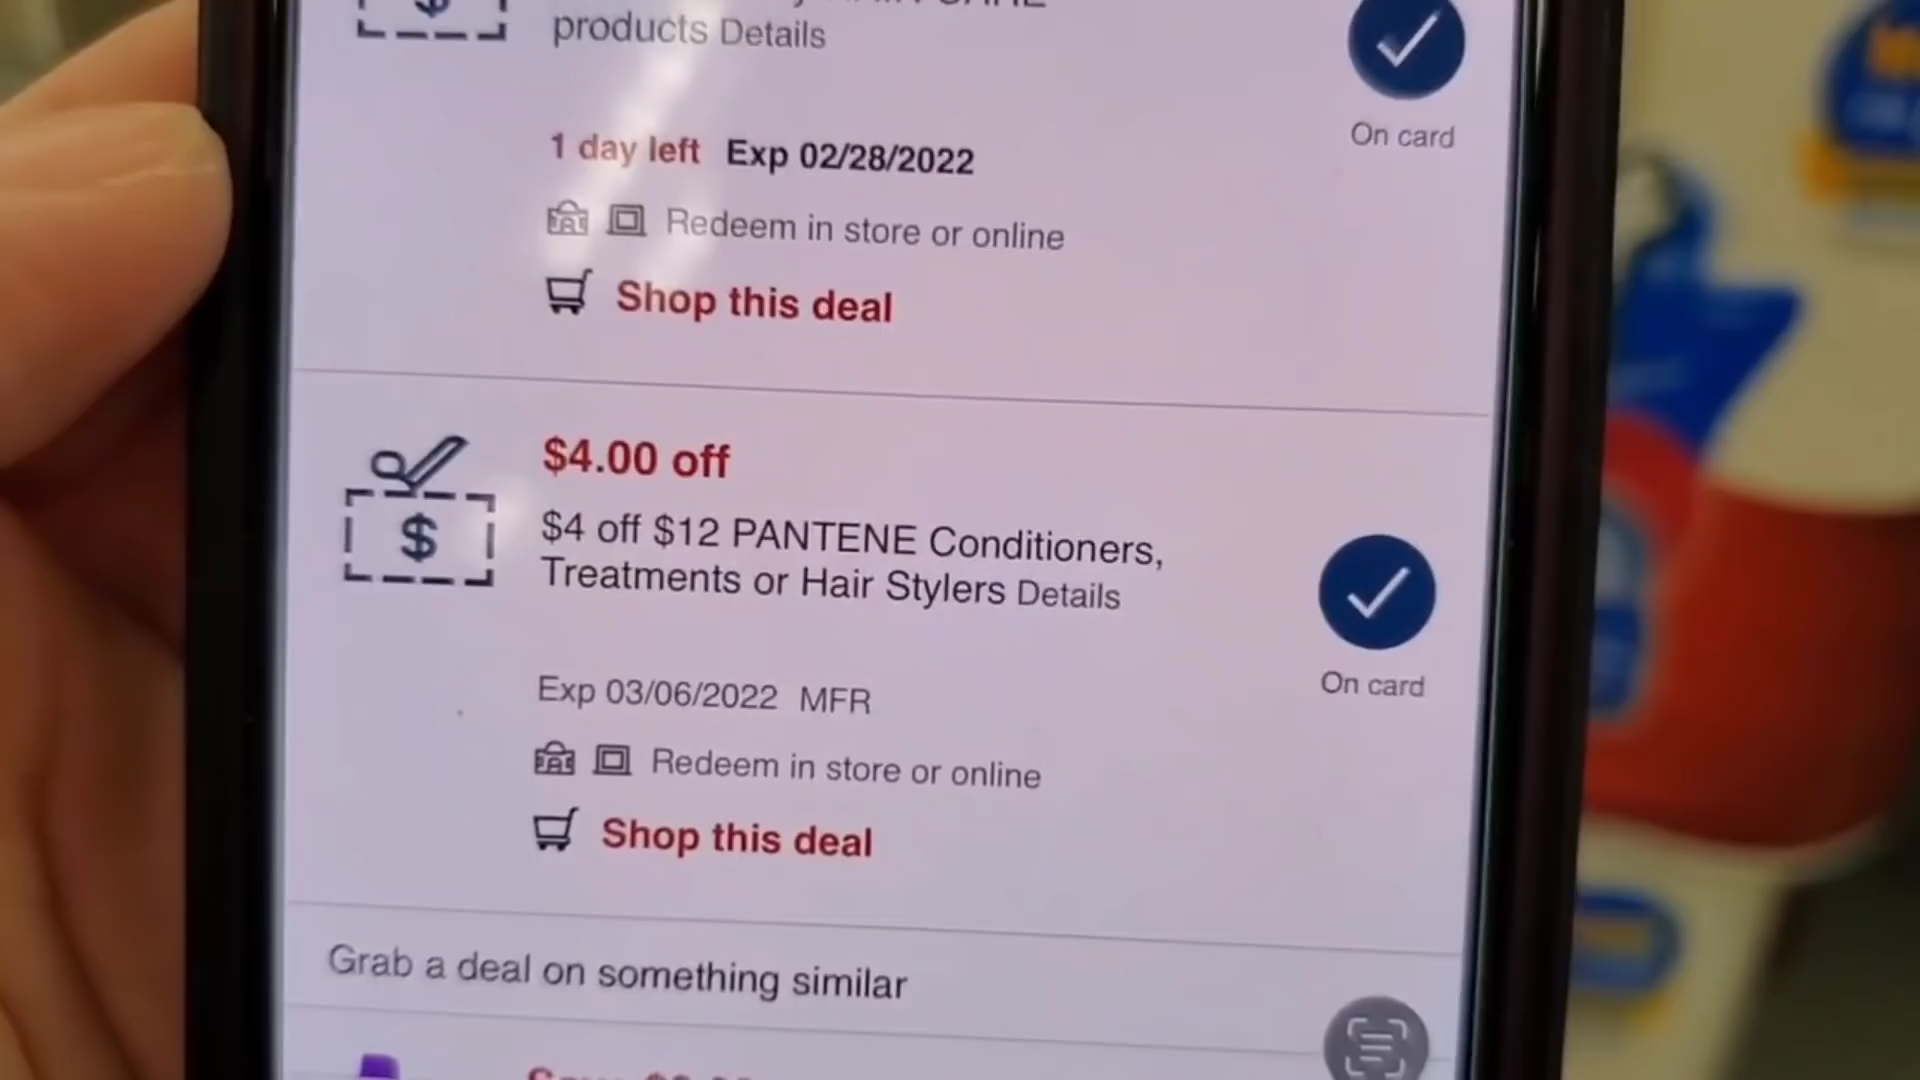 products Details
On card
1 day left Exp 02/28/2022
Redeem in store or online
Shop this deal
$4.00 off
$
$4 off $12 PANTENE Conditioners,
Treatments or Hair Stylers Details
On card
Exp 03/06/2022 MFR
Redeem in store or online
Shop this deal
Grab a deal on something similar